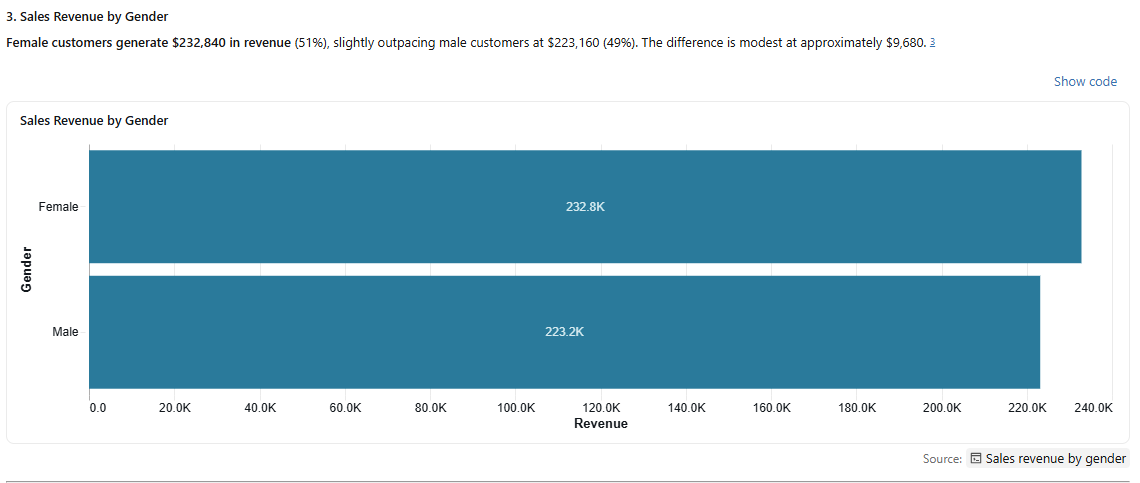 3. Sales Revenue by Gender
Female customers generate $232,840 in revenue (51%), slightly outpacing male customers at $223,160 (49%). The difference is modest at approximately $9,680. 3
Show code
Sales Revenue by Gender
Female
232.8K
Gender
Male
223.2K
0.0 20.0K 40.0K 60.0K 80.0K 100.0K 120.0K 140.0K 160.0K 180.0K 200.0K 220.0K 240.0K
Revenue
Source: Sales revenue by gender